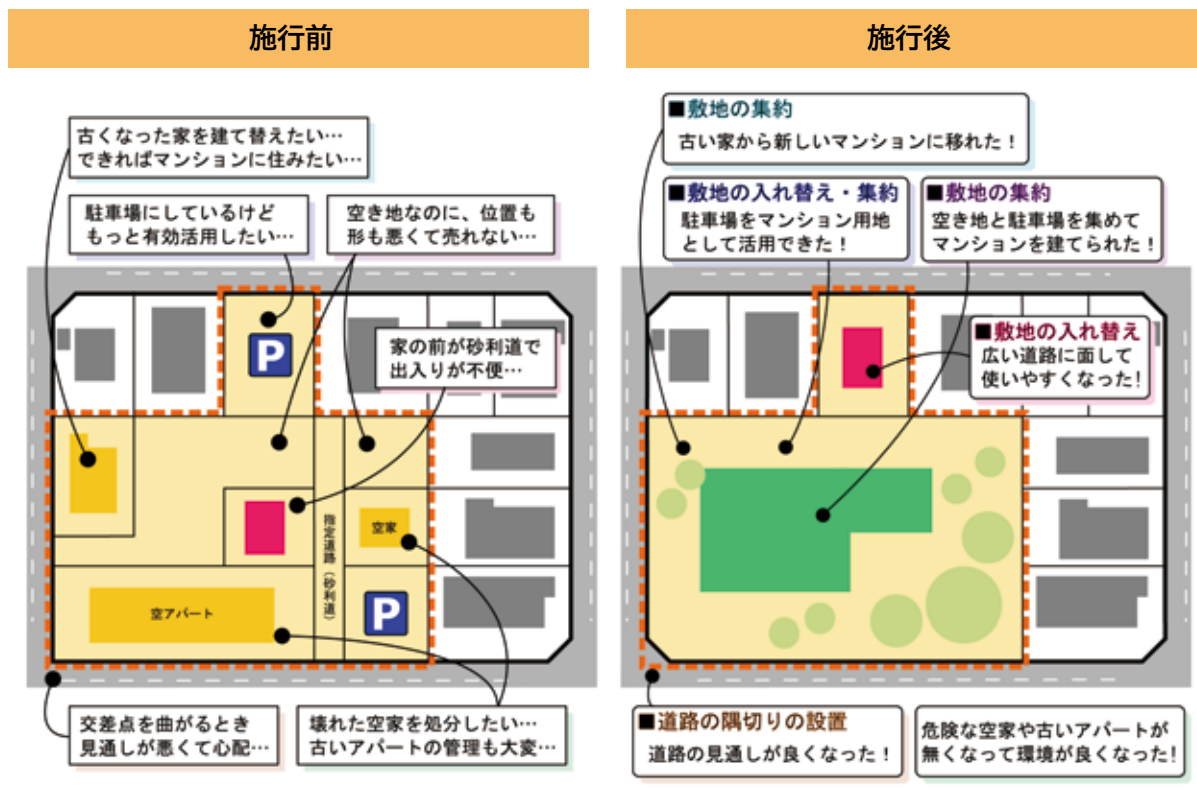 施行前
古くなった家を建て替えたい…
できればマンションに住みたい…
駐車場にしているけど
もっと有効活用したい…
空き地なのに、位置も
形も悪くて売れない…
P
家の前が砂利道で
出入りが不便…
指定道路（砂利道）
空家
空アパート
P
交差点を曲がるとき
見通しが悪くて心配…
壊れた空家を処分したい…
古いアパートの管理も大変…
施行後
■敷地の集約
古い家から新しいマンションに移れた！
■敷地の入れ替え・集約
駐車場をマンション用地
として活用できた！
■敷地の集約
空き地と駐車場を集めて
マンションを建てられた！
■敷地の入れ替え
広い道路に面して
使いやすくなった!
■道路の隅切りの設置
道路の見通しが良くなった！
危険な空家や古いアパートが
無くなって環境が良くなった!